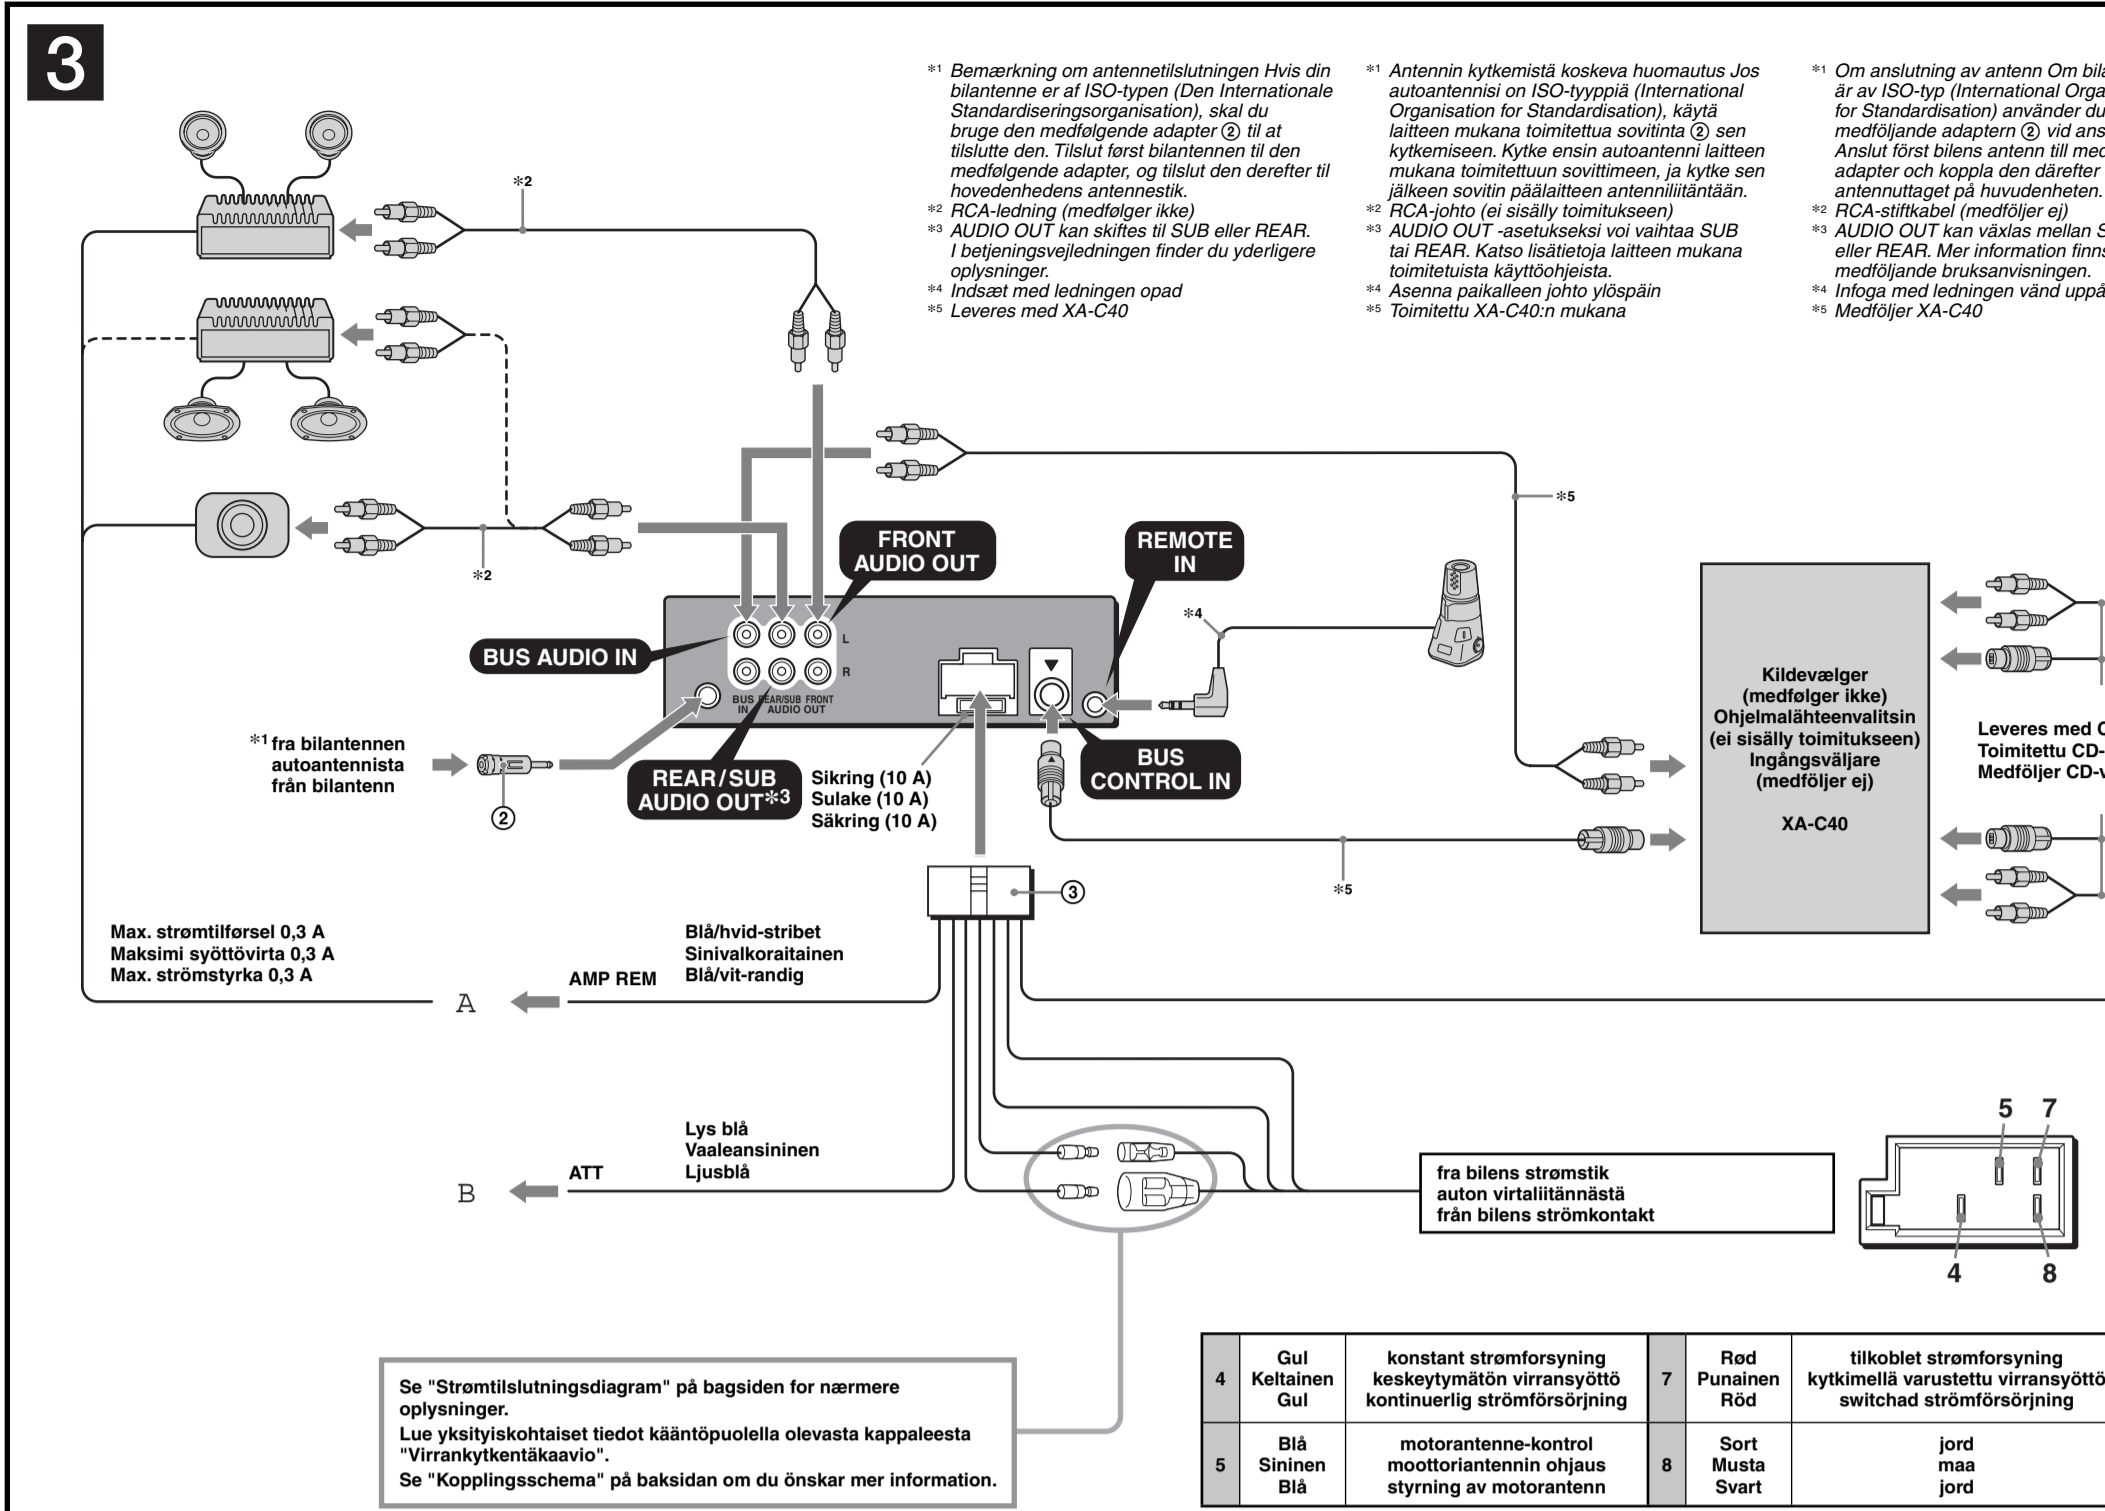 3
*1 Bemærkning om antennetilslutningen Hvis din
bilantenne er af ISO-typen (Den Internationale
Standardiseringsorganisation), skal du
bruge den medfølgende adapter ② til at
tilslutte den. Tilslut først bilantennen til den
medfølgende adapter, og tilslut den derefter til
hovedenhedens antennestik.
*2 RCA-ledning (medfølger ikke)
*3 AUDIO OUT kan skiftes til SUB eller REAR.
I betjeningsvejledningen finder du yderligere
oplysninger.
*4 Indsæt med ledningen opad
*5 Leveres med XA-C40
*1 Antennin kytkemistä koskeva huomautus Jos
autoantennisi on ISO-tyyppiä (International
Organisation for Standardisation), käytä
laitteen mukana toimitettua sovitinta ② sen
kytkemiseen. Kytke ensin autoantenni laitteen
mukana toimitettuun sovittimeen, ja kytke sen
jälkeen sovitin päälaitteen antenniliitäntään.
*2 RCA-johto (ei sisälly toimitukseen)
*3 AUDIO OUT -asetukseksi voi vaihtaa SUB
tai REAR. Katso lisätietoja laitteen mukana
toimitetuista käyttöohjeista.
*4 Asenna paikalleen johto ylöspäin
*5 Toimitettu XA-C40:n mukana
*1 Om anslutning av antenn Om bila
är av ISO-typ (International Orga
for Standardisation) använder du
medföljande adaptern ② vid ans
Anslut först bilens antenn till med
adapter och koppla den därefter
antennuttaget på huvudenheten.
*2 RCA-stiftkabel (medföljer ej)
*3 AUDIO OUT kan växlas mellan S
eller REAR. Mer information finns
medföljande bruksanvisningen.
*4 Infoga med ledningen vänd uppå
*5 Medföljer XA-C40
*2
*5
*2
FRONT
AUDIO OUT
REMOTE
IN
*4
BUS AUDIO IN
L
R
BUS REAR/SUB FRONT
IN AUDIO OUT
*1 fra bilantennen
autoantennista
från bilantenn
②
REAR/SUB
AUDIO OUT*3
Sikring (10 A)
Sulake (10 A)
Säkring (10 A)
BUS
CONTROL IN
Kildevælger
(medfølger ikke)
Ohjelmalähteenvalitsin
(ei sisälly toimitukseen)
Ingångsväljare
(medföljer ej)
XA-C40
Leveres med C
Toimitettu CD-
Medföljer CD-v
③
*5
Max. strømtilførsel 0,3 A
Maksimi syöttövirta 0,3 A
Max. strömstyrka 0,3 A
Blå/hvid-stribet
Sinivalkoraitainen
Blå/vit-randig
AMP REM
A
Lys blå
Vaaleansininen
Ljusblå
ATT
B
fra bilens strømstik
auton virtaliitännästä
från bilens strömkontakt
5 7
4 8
Se "Strømtilslutningsdiagram" på bagsiden for nærmere
oplysninger.
Lue yksityiskohtaiset tiedot kääntöpuolella olevasta kappaleesta
"Virrankytkentäkaavio".
Se "Kopplingsschema" på baksidan om du önskar mer information.
4
Gul
Keltainen
Gul
konstant strømforsyning
keskeytymätön virransyöttö
kontinuerlig strömförsörjning
7
Rød
Punainen
Röd
tilkoblet strømforsyning
kytkimellä varustettu virransyöttö
switchad strömförsörjning
5
Blå
Sininen
Blå
motorantenne-kontrol
moottoriantennin ohjaus
styrning av motorantenn
8
Sort
Musta
Svart
jord
maa
jord